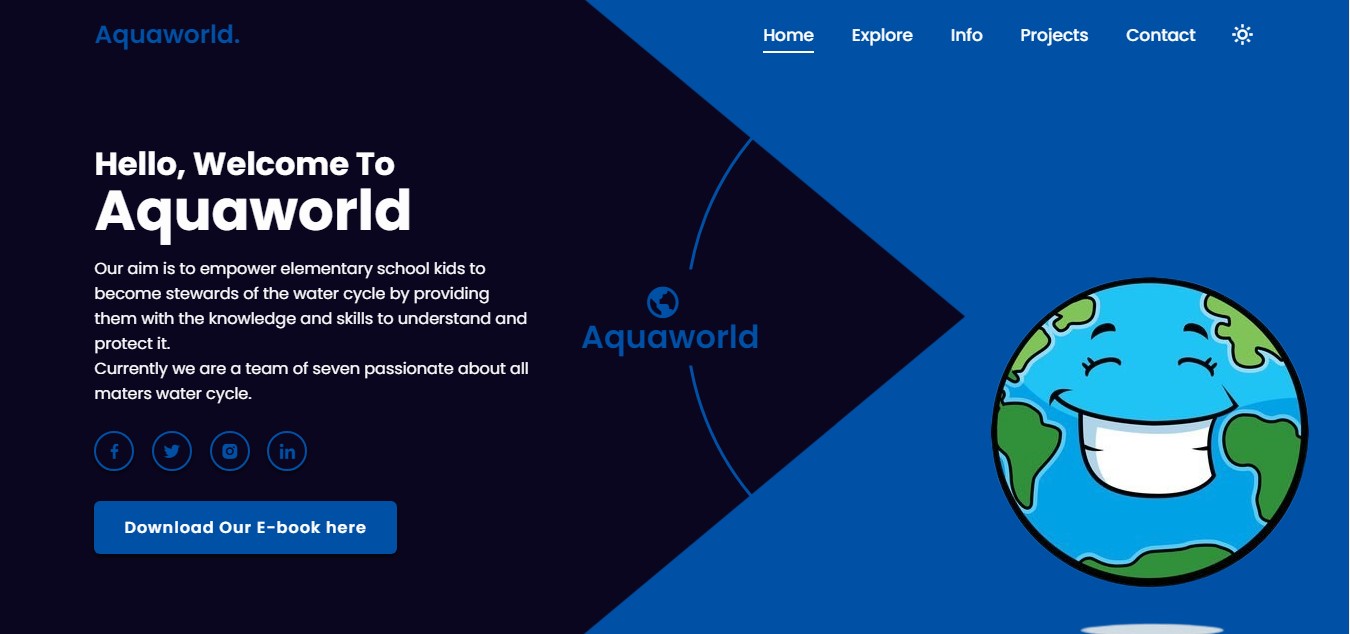 Aquaworld.
Home Explore Info Projects Contact
Hello, Welcome To
Aquaworld
Our aim is to empower elementary school kids to
become stewards of the water cycle by providing
them with the knowledge and skills to understand and
protect it.
Currently we are a team of seven passionate about all
maters water cycle.
Download Our E-book here
Aquaworld